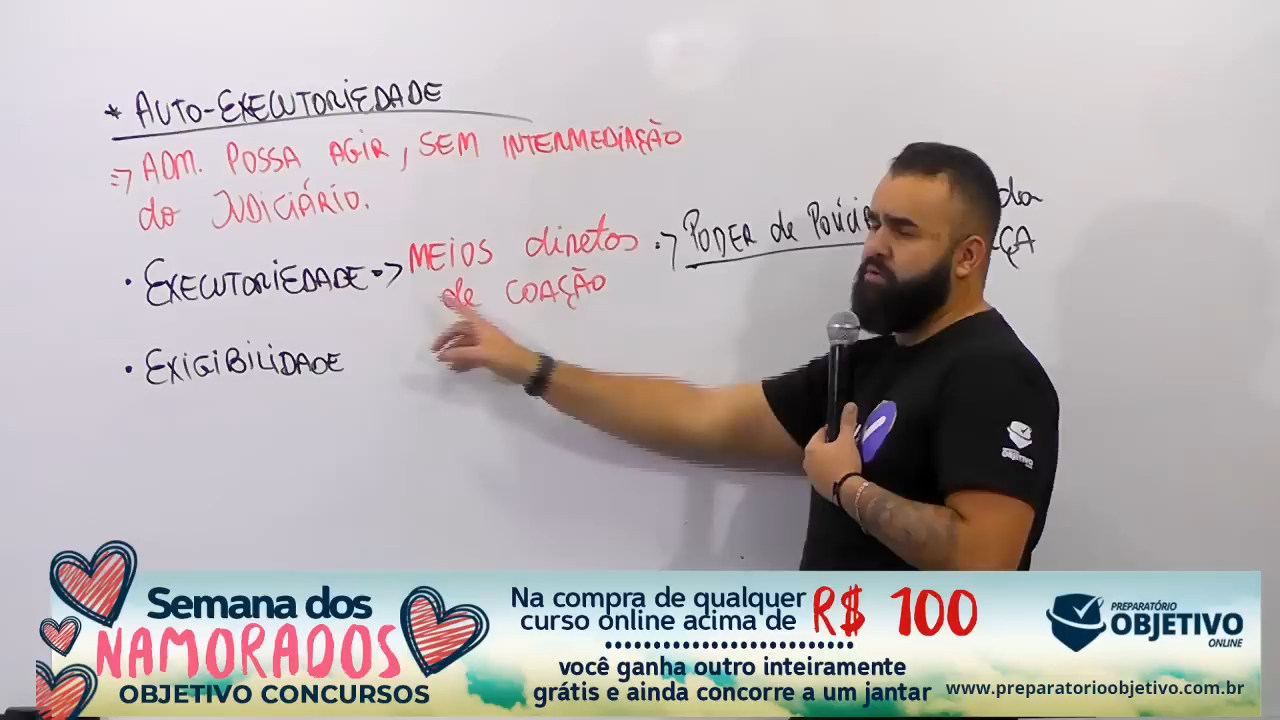 * AUTO-EXECUTORIEDADE
=> ADM. POSSA AGIR, SEM INTERMEDIAÇÃO
do JUDICIÁRIO.
• EXECUTORIEDADE => MEIOS diretos => PODER de
de COAÇÃO
• EXIGIBILIDADE
OBJETIVO
Semana dos
NAMORADOS
OBJETIVO CONCURSOS
Na compra de qualquer
curso online acima de
R$ 100
você ganha outro inteiramente
grátis e ainda concorre a um jantar
PREPARATÓRIO
OBJETIVO
ONLINE
www.preparatorioobjetivo.com.br